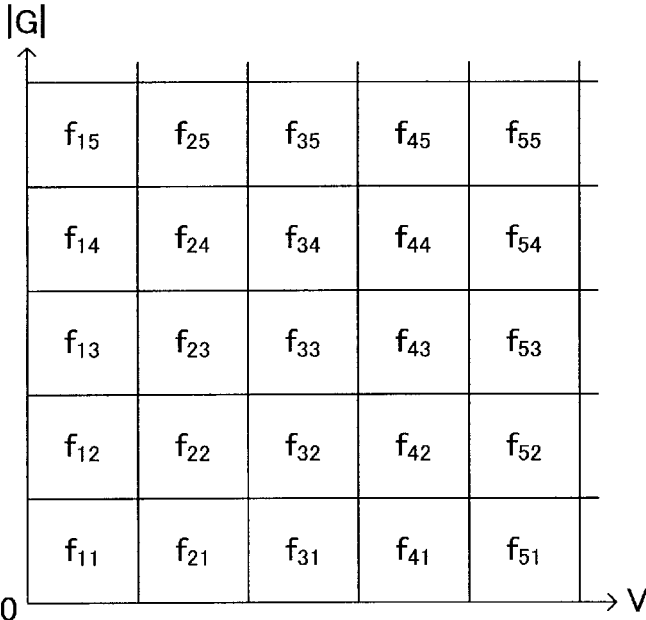 |G|
f₁₅ f₂₅ f₃₅ f₄₅ f₅₅
f₁₄ f₂₄ f₃₄ f₄₄ f₅₄
f₁₃ f₂₃ f₃₃ f₄₃ f₅₃
f₁₂ f₂₂ f₃₂ f₄₂ f₅₂
f₁₁ f₂₁ f₃₁ f₄₁ f₅₁
0 V